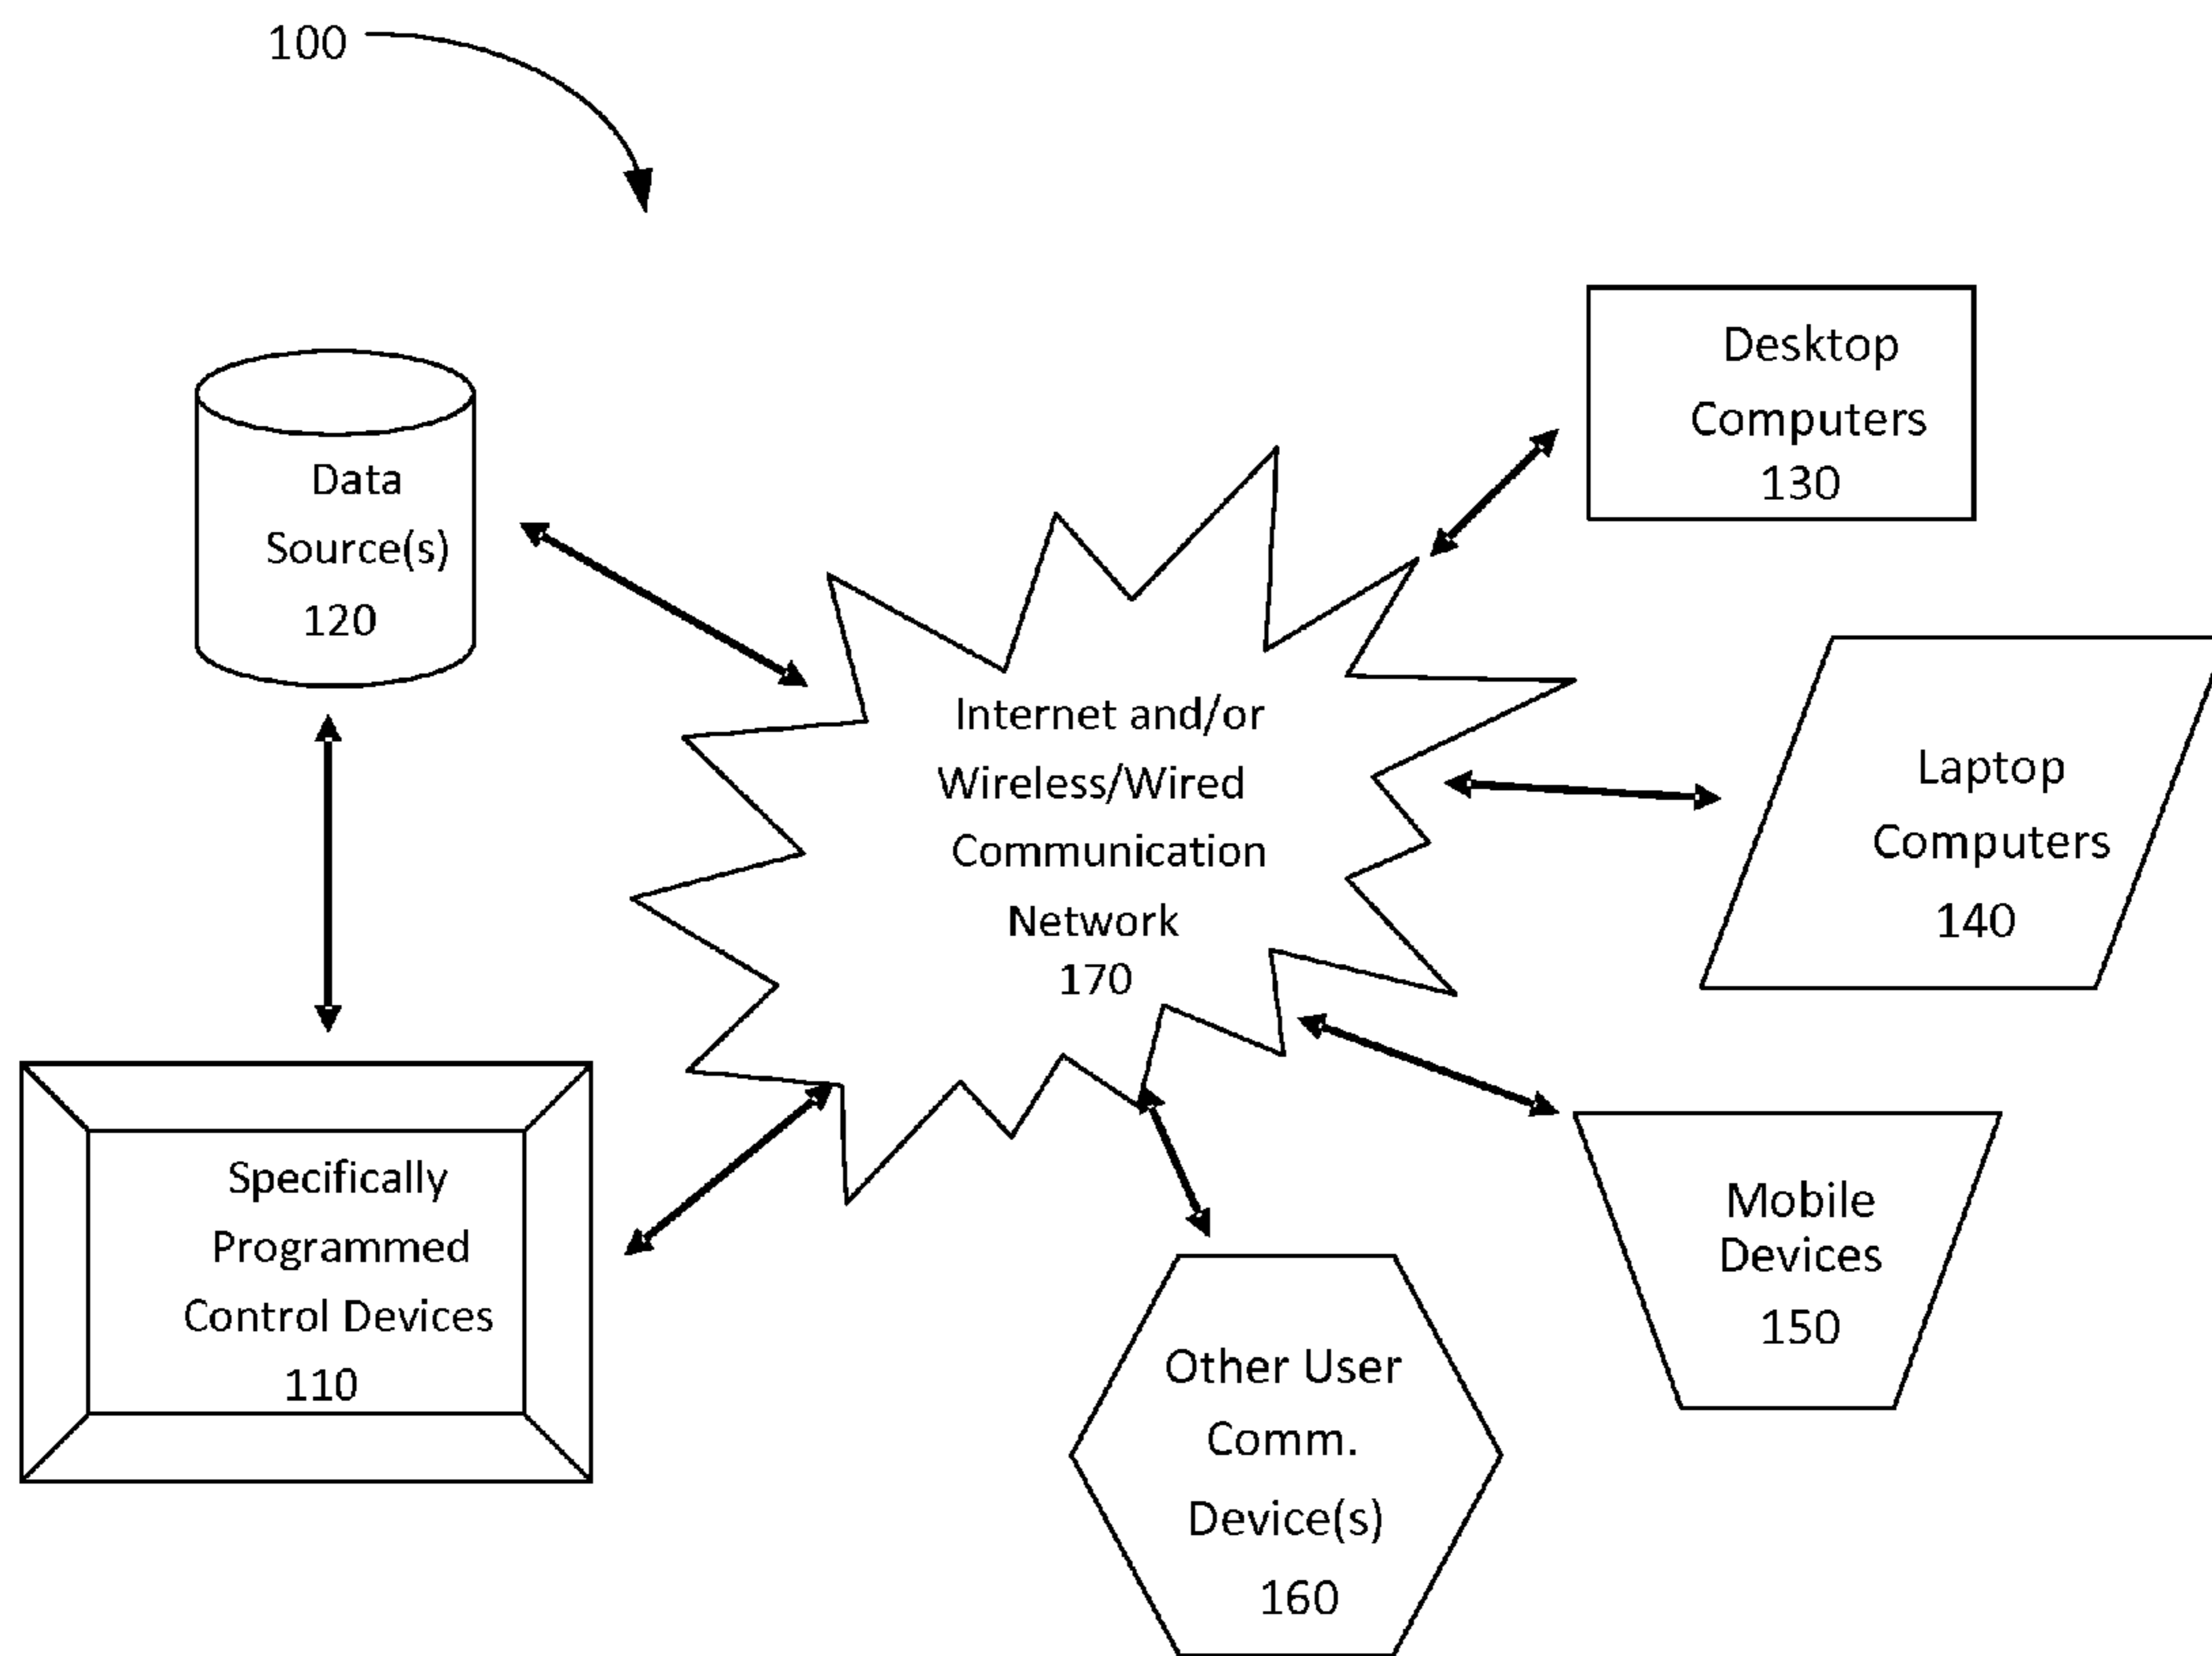 100
Data
Source(s)
120
Specifically
Programmed
Control Devices
110
Internet and/or
Wireless/Wired
Communication
Network
170
Desktop
Computers
130
Laptop
Computers
140
Mobile
Devices
150
Other User
Comm.
Device(s)
160